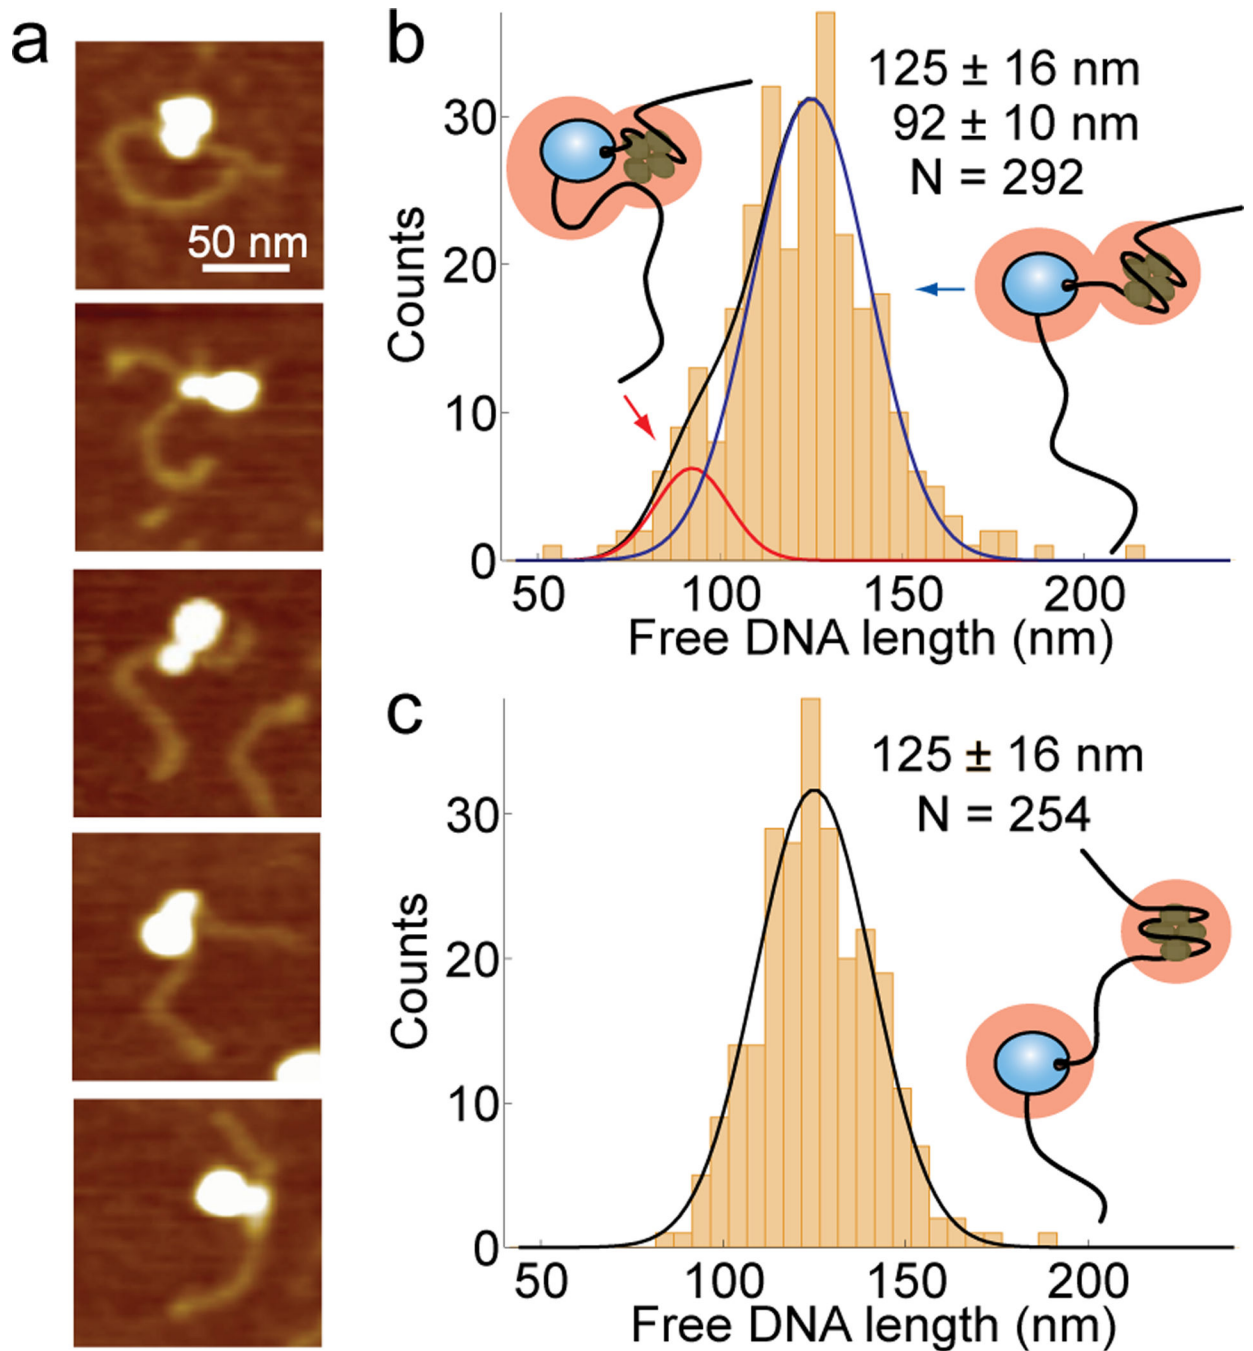 a
50 nm
b
125 ± 16 nm
92 ± 10 nm
N = 292
Counts
30
20
10
0
50 100 150 200
Free DNA length (nm)
c
125 ± 16 nm
N = 254
Counts
30
20
10
0
50 100 150 200
Free DNA length (nm)